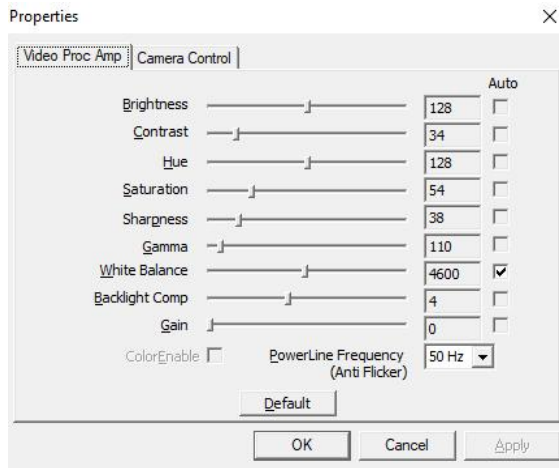 Properties
Video Proc Amp Camera Control
Auto
Brightness 128
Contrast 34
Hue 128
Saturation 54
Sharpness 38
Gamma 110
White Balance 4600
Backlight Comp 4
Gain 0
ColorEnable PowerLine Frequency 50 Hz
(Anti Flicker)
Default
OK Cancel Apply